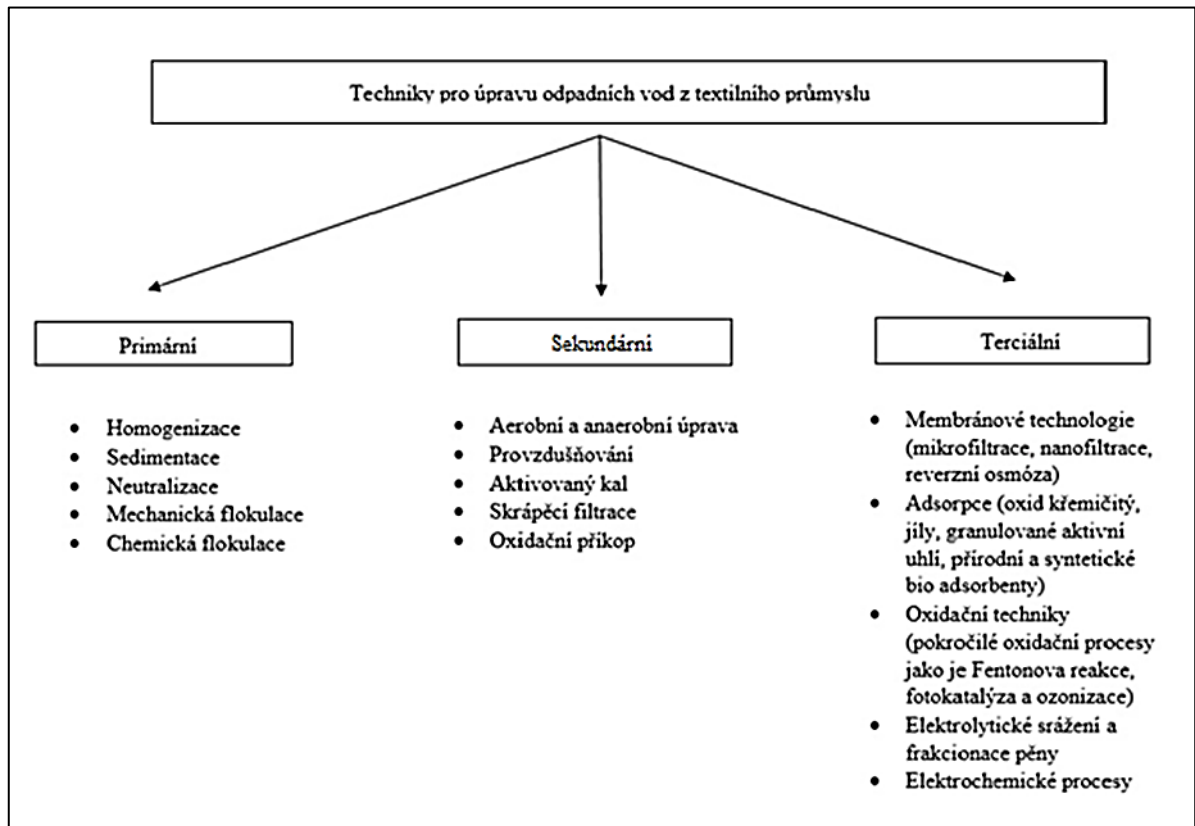 Techniky pro úpravu odpadních vod z textilního průmyslu
Primární
• Homogenizace
• Sedimentace
• Neutralizace
• Mechanická flokulace
• Chemická flokulace
Sekundární
• Aerobní a anaerobní úprava
• Provzdušňování
• Aktivovaný kal
• Skrápěcí filtrace
• Oxidační příkop
Terciální
• Membránové technologie
(mikrofiltrace, nanofiltrace,
reverzní osmóza)
• Adsorpce (oxid křemičitý,
jíly, granulované aktivní
uhlí, přírodní a syntetické
bio adsorbenty)
• Oxidační techniky
(pokročilé oxidační procesy
jako je Fentonova reakce,
fotokatalýza a ozonizace)
• Elektrolytické srážení a
frakcionace pěny
• Elektrochemické procesy